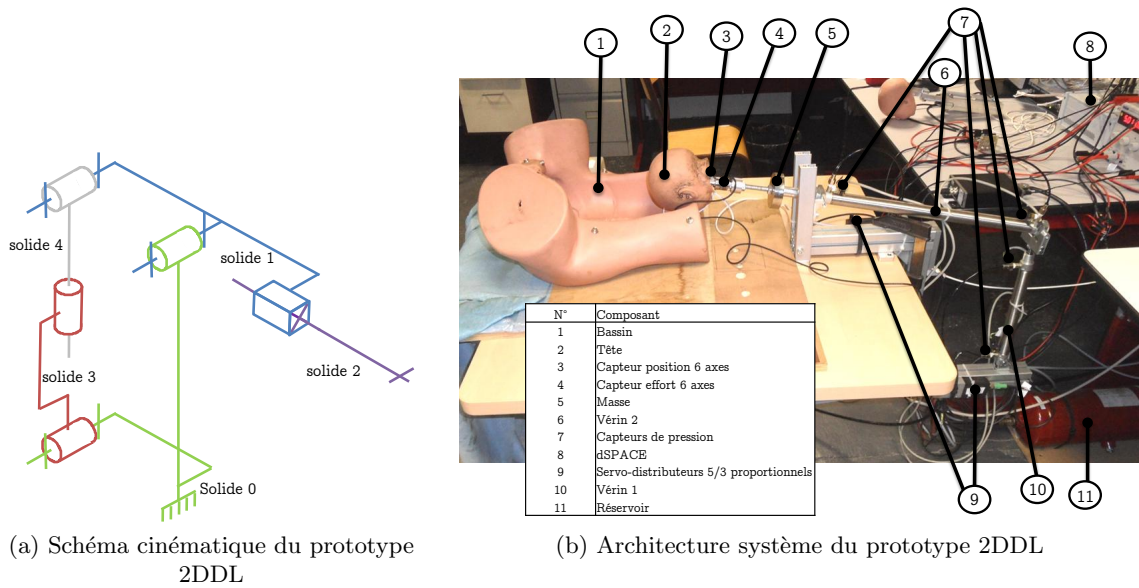 1
2
3
4
5
6
7
8
solide 4
solide 1
solide 3
solide 2
Solide 0
N° Composant
1 Bassin
2 Tête
3 Capteur position 6 axes
4 Capteur effort 6 axes
5 Masse
6 Vérin 2
7 Capteurs de pression
8 dSPACE
9 Servo-distributeurs 5/3 proportionnels
10 Vérin 1
11 Réservoir
9
10
11
(a) Schéma cinématique du prototype
2DDL
(b) Architecture système du prototype 2DDL